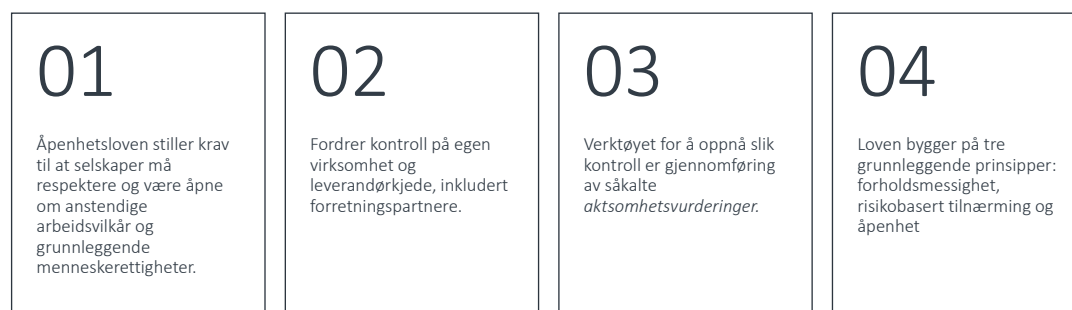 01
Åpenhetsloven stiller krav
til at selskaper må
respektere og være åpne
om anstendige
arbeidsvilkår og
grunnleggende
menneskerettigheter.
02
Fordrer kontroll på egen
virksomhet og
leverandørkjede, inkludert
forretningspartnere.
03
Verktøyet for å oppnå slik
kontroll er gjennomføring
av såkalte
aktsomhetsvurderinger.
04
Loven bygger på tre
grunnleggende prinsipper:
forholdsmessighet,
risikobasert tilnærming og
åpenhet